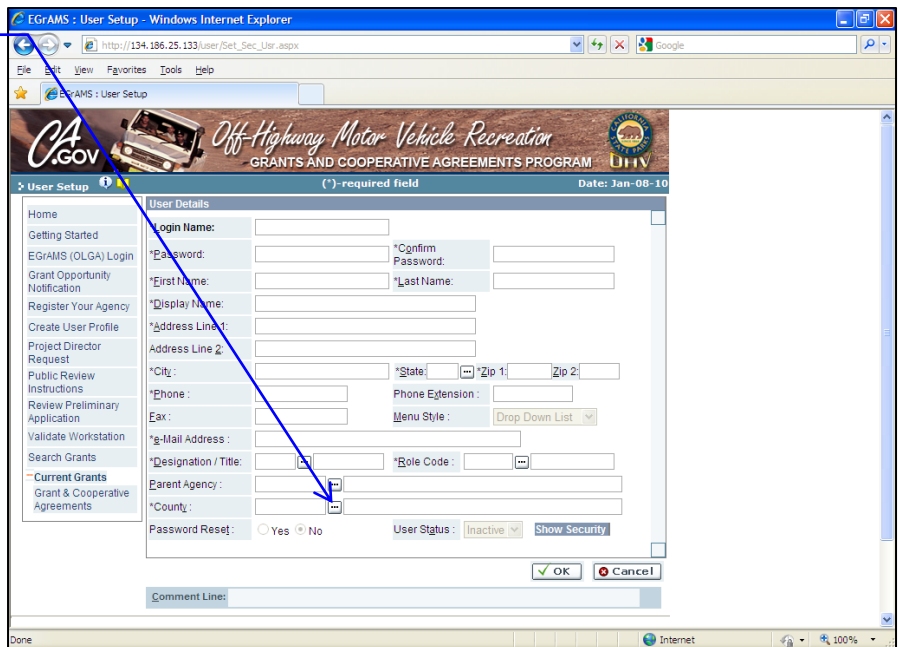 EGrAMS : User Setup - Windows Internet Explorer
http://134.186.25.133/user/Set_Sec_Usr.aspx
Google
File Edit View Favorites Tools Help
EGrAMS : User Setup
CA.GOV
Off-Highway Motor Vehicle Recreation
GRANTS AND COOPERATIVE AGREEMENTS PROGRAM
CALIFORNIA
STATE PARKS
OHV
User Setup (*)-required field Date: Jan-08-10
Home
Getting Started
EGrAMS (OLGA) Login
Grant Opportunity
Notification
Register Your Agency
Create User Profile
Project Director
Request
Public Review
Instructions
Review Preliminary
Application
Validate Workstation
Search Grants
Current Grants
Grant & Cooperative
Agreements
User Details
*Login Name:
*Password: *Confirm
Password:
*First Name: *Last Name:
*Display Name:
*Address Line 1:
Address Line 2:
*City: *State: ... *Zip 1: Zip 2:
*Phone : Phone Extension :
Fax: Menu Style : Drop Down List
*e-Mail Address :
*Designation / Title: ... *Role Code : ...
Parent Agency : ...
*County : ...
Password Reset : Yes No User Status : Inactive Show Security
OK Cancel
Comment Line:
Done Internet 100%